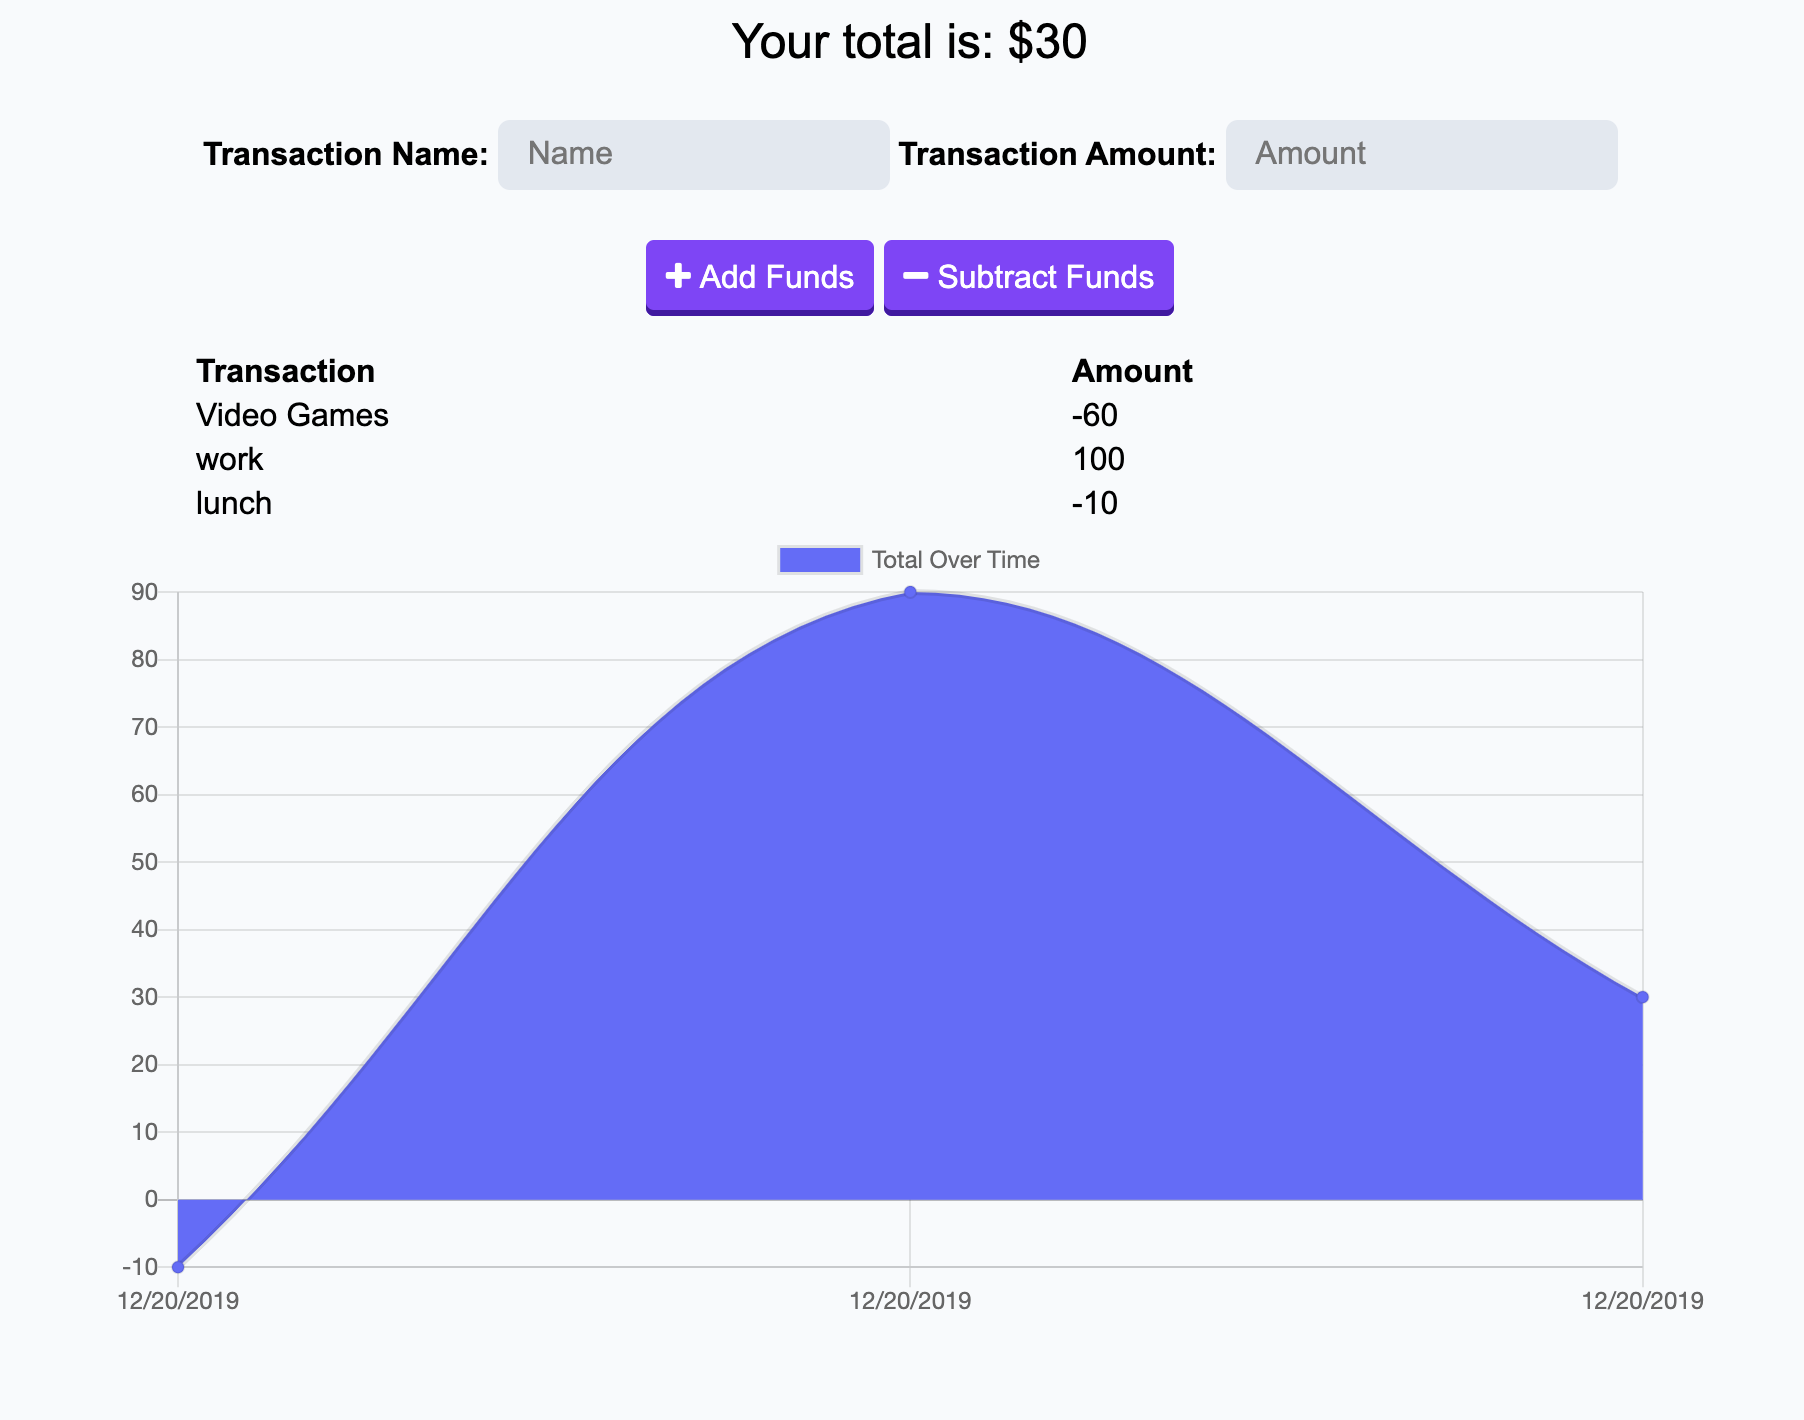 Your total is: $30
Transaction Name: Name Transaction Amount: Amount
Add Funds Subtract Funds
Transaction Amount
Video Games -60
work 100
lunch -10
Total Over Time
90
80
70
60
50
40
30
20
10
0
-10
12/20/2019 12/20/2019 12/20/2019